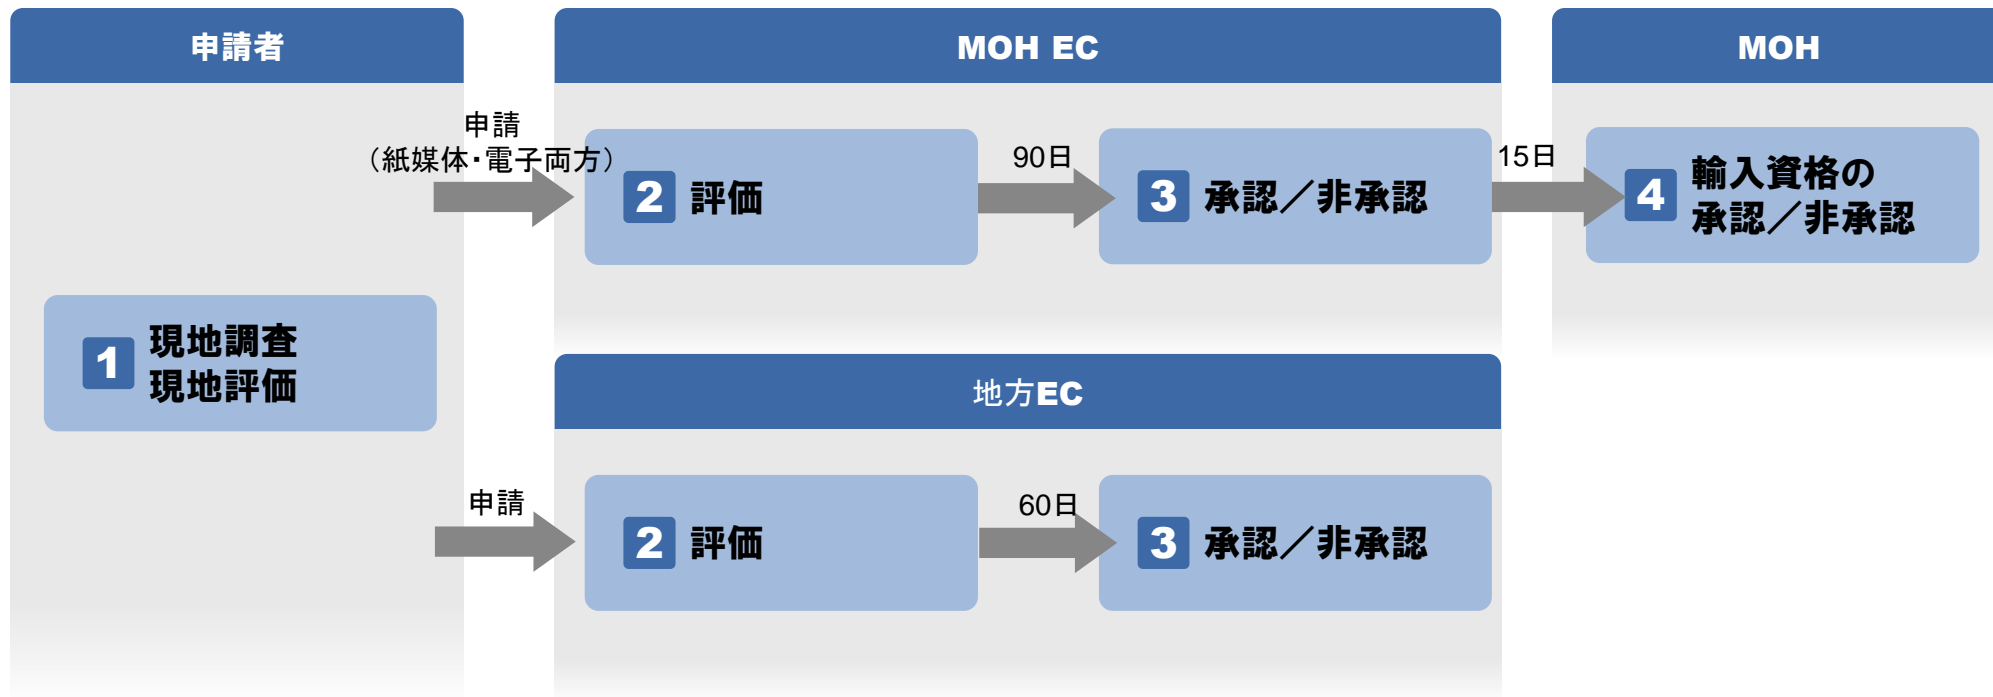 申請者
MOH EC
MOH
申請
（紙媒体・電子両方）
2 評価
90日
3 承認／非承認
15日
4 輸入資格の
承認／非承認
1 現地調査
現地評価
地方EC
申請
2 評価
60日
3 承認／非承認